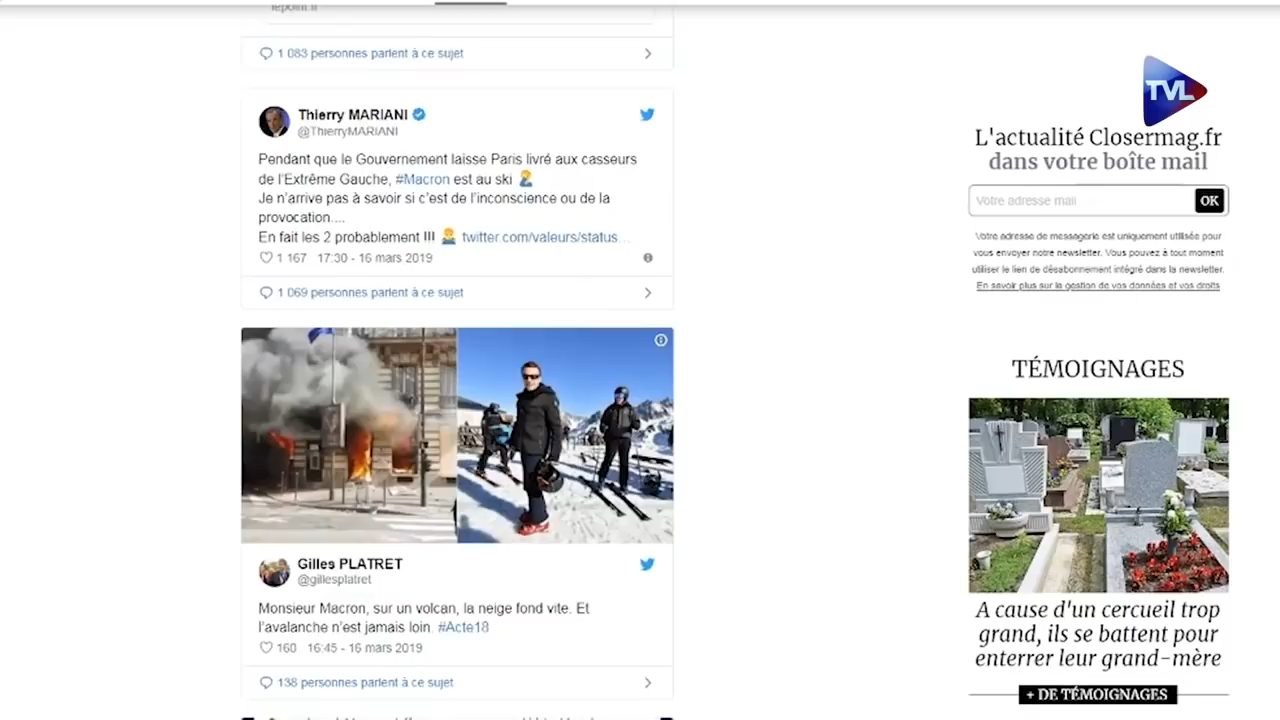 lepoint.fr
1 083 personnes parlent à ce sujet
Thierry MARIANI
@ThierryMARIANI
Pendant que le Gouvernement laisse Paris livré aux casseurs
de l'Extrême Gauche, #Macron est au ski
Je n'arrive pas à savoir si c'est de l'inconscience ou de la
provocation....
En fait les 2 probablement !!! twitter.com/valeurs/status…
1 167 17:30 - 16 mars 2019
1 069 personnes parlent à ce sujet
Gilles PLATRET
@gillesplatret
Monsieur Macron, sur un volcan, la neige fond vite. Et
l'avalanche n'est jamais loin. #Acte18
160 16:45 - 16 mars 2019
138 personnes parlent à ce sujet
TVL
L'actualité Closermag.fr
dans votre boîte mail
Votre adresse mail
OK
Votre adresse de messagerie est uniquement utilisée pour
vous envoyer notre newsletter. Vous pouvez à tout moment
utiliser le lien de désabonnement intégré dans la newsletter.
En savoir plus sur la gestion de vos données et vos droits
TÉMOIGNAGES
A cause d'un cercueil trop
grand, ils se battent pour
enterrer leur grand-mère
+ DE TÉMOIGNAGES